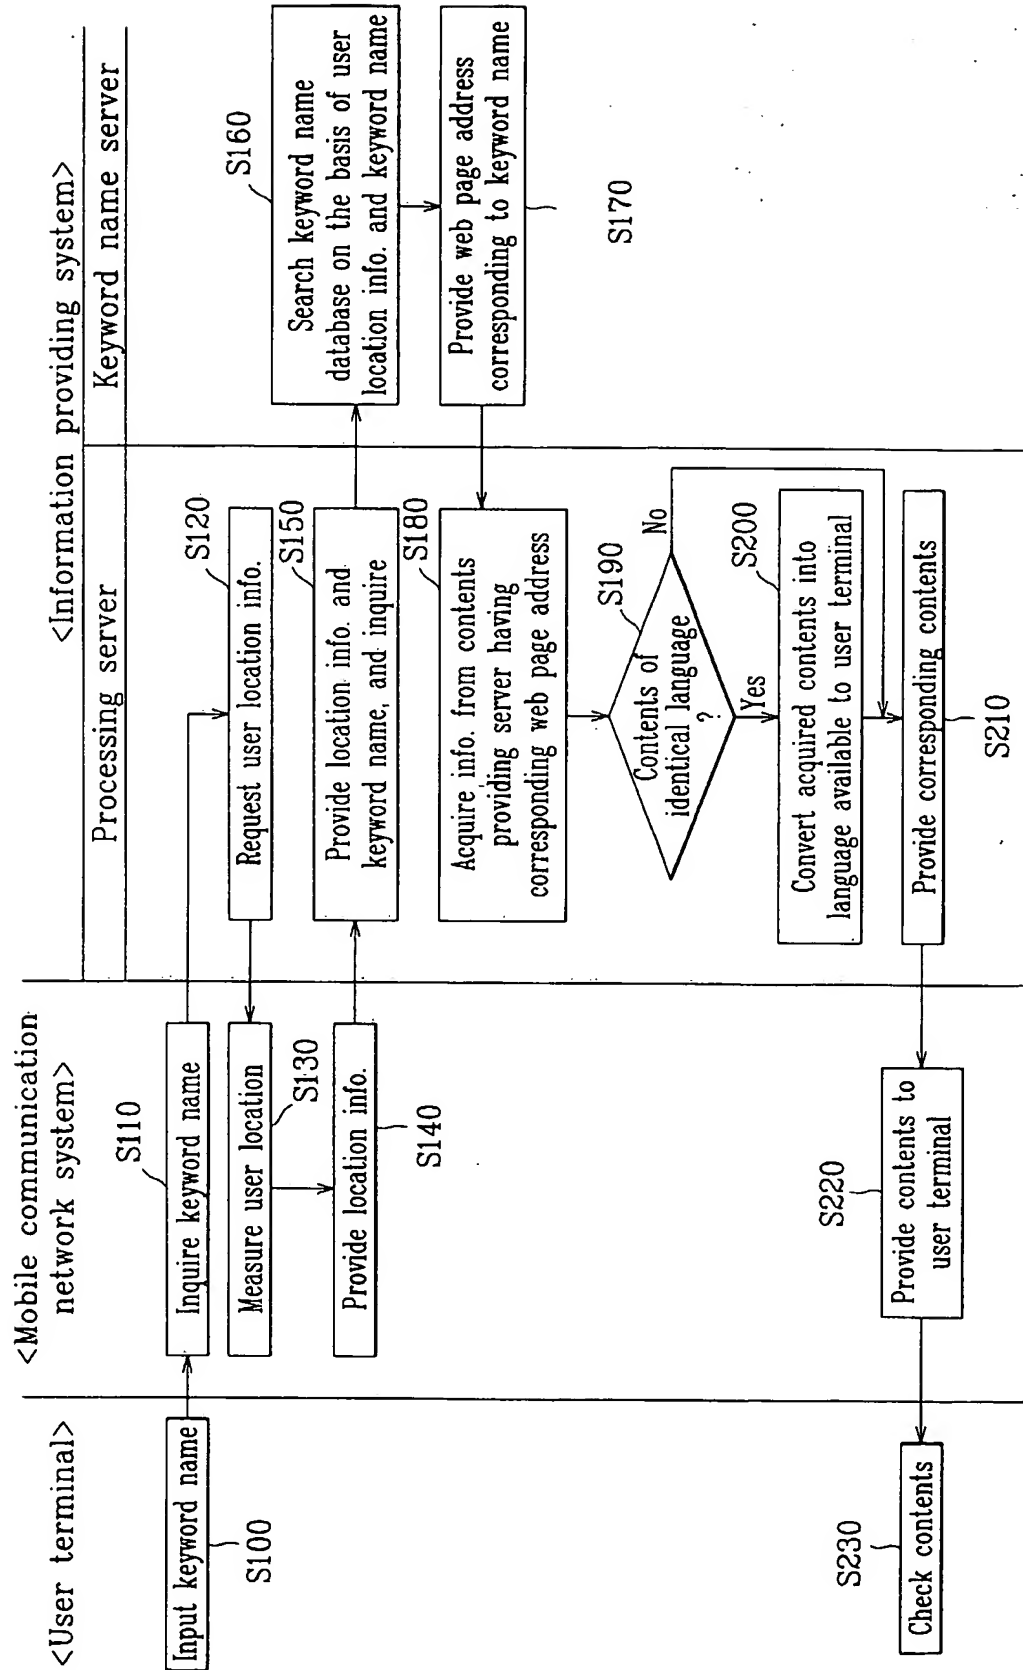 <User terminal>
<Mobile communication
network system>
<Information providing system>
Processing server
Keyword name server
Input keyword name
S100
S110
Inquire keyword name
S120
Request user location info.
Measure user location
S130
Provide location info.
S140
S150
Provide location info. and
keyword name, and inquire
S160
Search keyword name
database on the basis of user
location info. and keyword name
Provide web page address
corresponding to keyword name
S170
S180
Acquire info. from contents
providing server having
corresponding web page address
S190
Contents of
identical language
?
No
Yes
S200
Convert acquired contents into
language available to user terminal
Provide corresponding contents
S210
S220
Provide contents to
user terminal
S230
Check contents